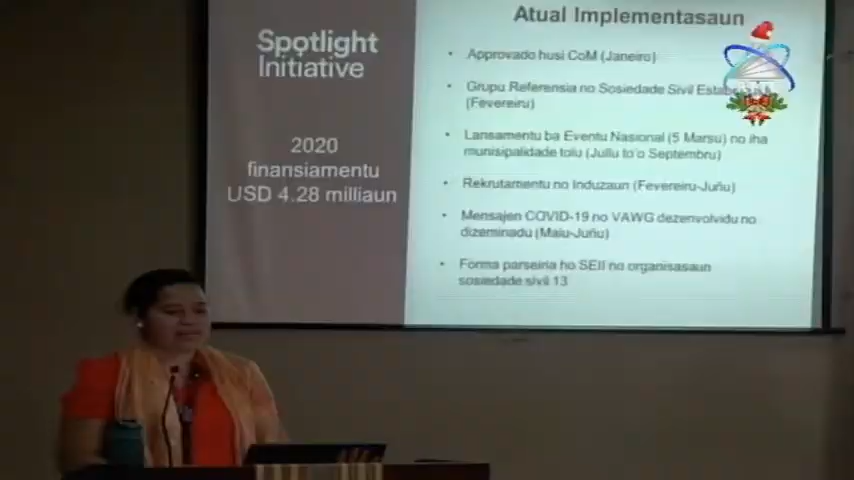 Spotlight
Initiative
2020
finansiamentu
USD 4.28 milliaun
Atual Implementasaun
• Approvado husi CoM (Janeiro)
• Grupu Referensia no Sosiedade Sivil
(Fevereiru)
• Lansamentu ba Eventu Nasional (5 Marsu) no iha
munisipalidade tolu (Jullu to'o Septembru)
• Rekrutamentu no Induzaun (Fevereiru-Juñu)
• Mensajen COVID-19 no VAWG dezenvolvidu no
dizeminadu (Maiu-Juñu)
• Forma parseiria ho SEII no organisasaun
sosiedade sivil 13